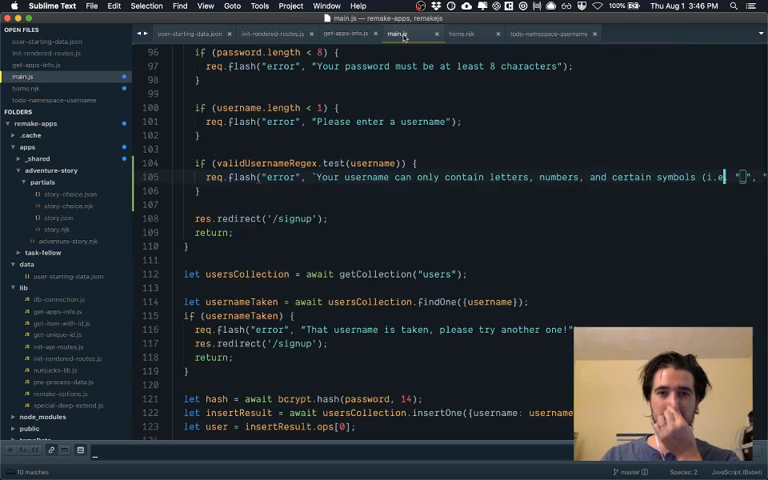 Sublime Text File Edit Selection Find View Goto Tools Project Window Help 100% Thu 3:46 PM
main.js — remake-apps, remakejs
OPEN FILES
user-starting-data.json
init-rendered-routes.js
get-apps-info.js
main.js
home.njk
todo-namespace-username
FOLDERS
remake-apps
.cache
apps
_shared
adventure-story
partials
story-choice.json
story-choice.njk
story.json
story.njk
adventure-story.njk
task-fellow
data
user-starting-data.json
lib
db-connection.js
get-apps-info.js
get-item-with-id.js
get-unique-id.js
init-api-routes.js
init-rendered-routes.js
nunjucks-lib.js
pre-process-data.js
remake-options.js
special-deep-extend.js
node_modules
public
user-starting-data.json × init-rendered-routes.js × get-apps-info.js × main.js × home.njk × todo-namespace-username ×
96 if (password.length < 8) {
97 req.flash("error", "Your password must be at least 8 characters");
98 }
99
100 if (username.length < 1) {
101 req.flash("error", "Please enter a username");
102 }
103
104 if (validUsernameRegex.test(username)) {
105 req.flash("error", `Your username can only contain letters, numbers, and certain symbols (i.e. "
106 }
107
108 res.redirect('/signup');
109 return;
110 }
111
112 let usersCollection = await getCollection("users");
113
114 let usernameTaken = await usersCollection.findOne({username});
115 if (usernameTaken) {
116 req.flash("error", "That username is taken, please try another one!"
117 res.redirect('/signup');
118 return;
119 }
120
121 let hash = await bcrypt.hash(password, 14);
122 let insertResult = await usersCollection.insertOne({username: username
123 let user = insertResult.ops[0];
10 matches master Spaces: 2 JavaScript (Babel)